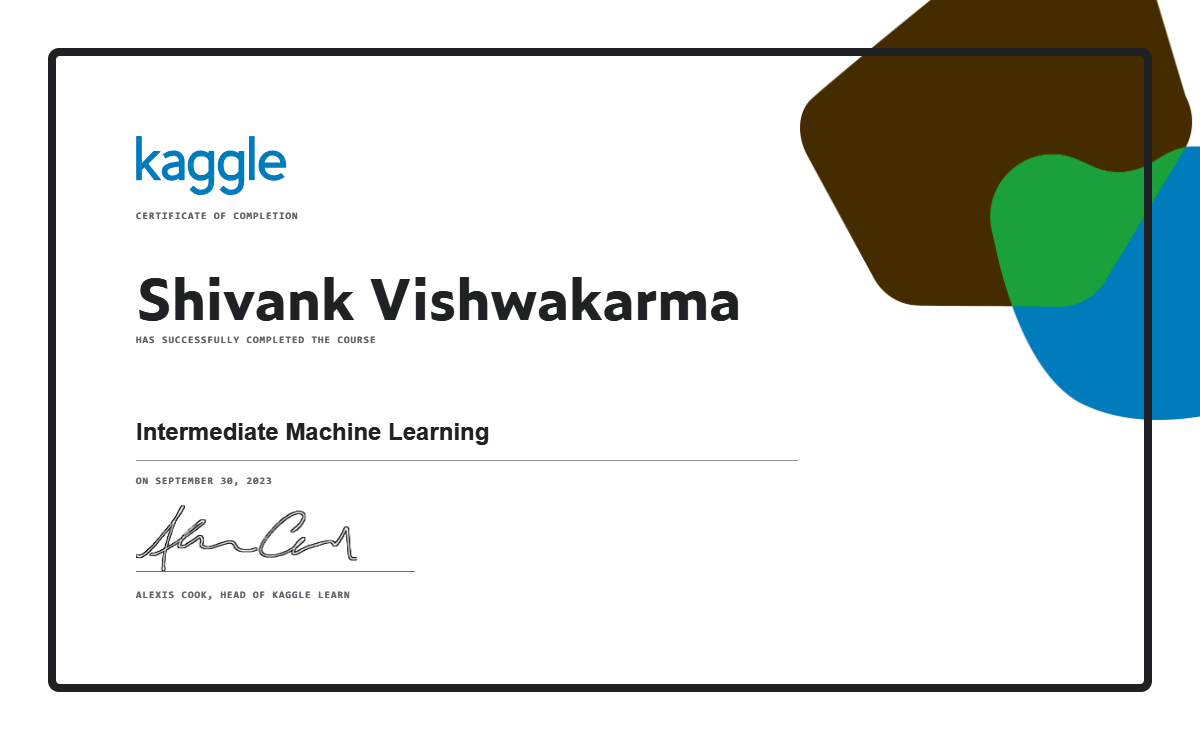 kaggle
CERTIFICATE OF COMPLETION
Shivank Vishwakarma
HAS SUCCESSFULLY COMPLETED THE COURSE
Intermediate Machine Learning
ON SEPTEMBER 30, 2023
ALEXIS COOK, HEAD OF KAGGLE LEARN